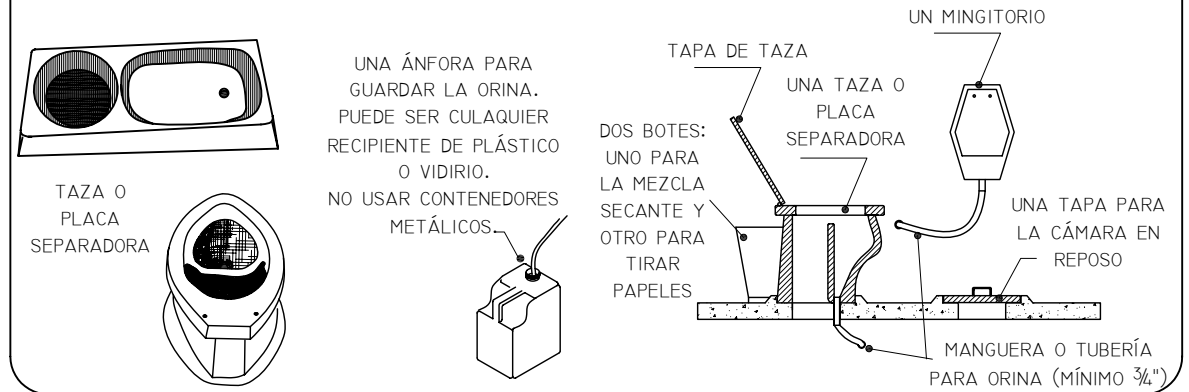 TAZA O
PLACA
SEPARADORA
UNA ÁNFORA PARA
GUARDAR LA ORINA.
PUEDE SER CULAQUIER
RECIPIENTE DE PLÁSTICO
O VIDIRIO.
NO USAR CONTENEDORES
METÁLICOS.
TAPA DE TAZA
DOS BOTES:
UNO PARA
LA MEZCLA
SECANTE Y
OTRO PARA
TIRAR
PAPELES
UNA TAZA O
PLACA
SEPARADORA
UN MINGITORIO
UNA TAPA PARA
LA CÁMARA EN
REPOSO
MANGUERA O TUBERÍA
PARA ORINA (MÍNIMO ¾")